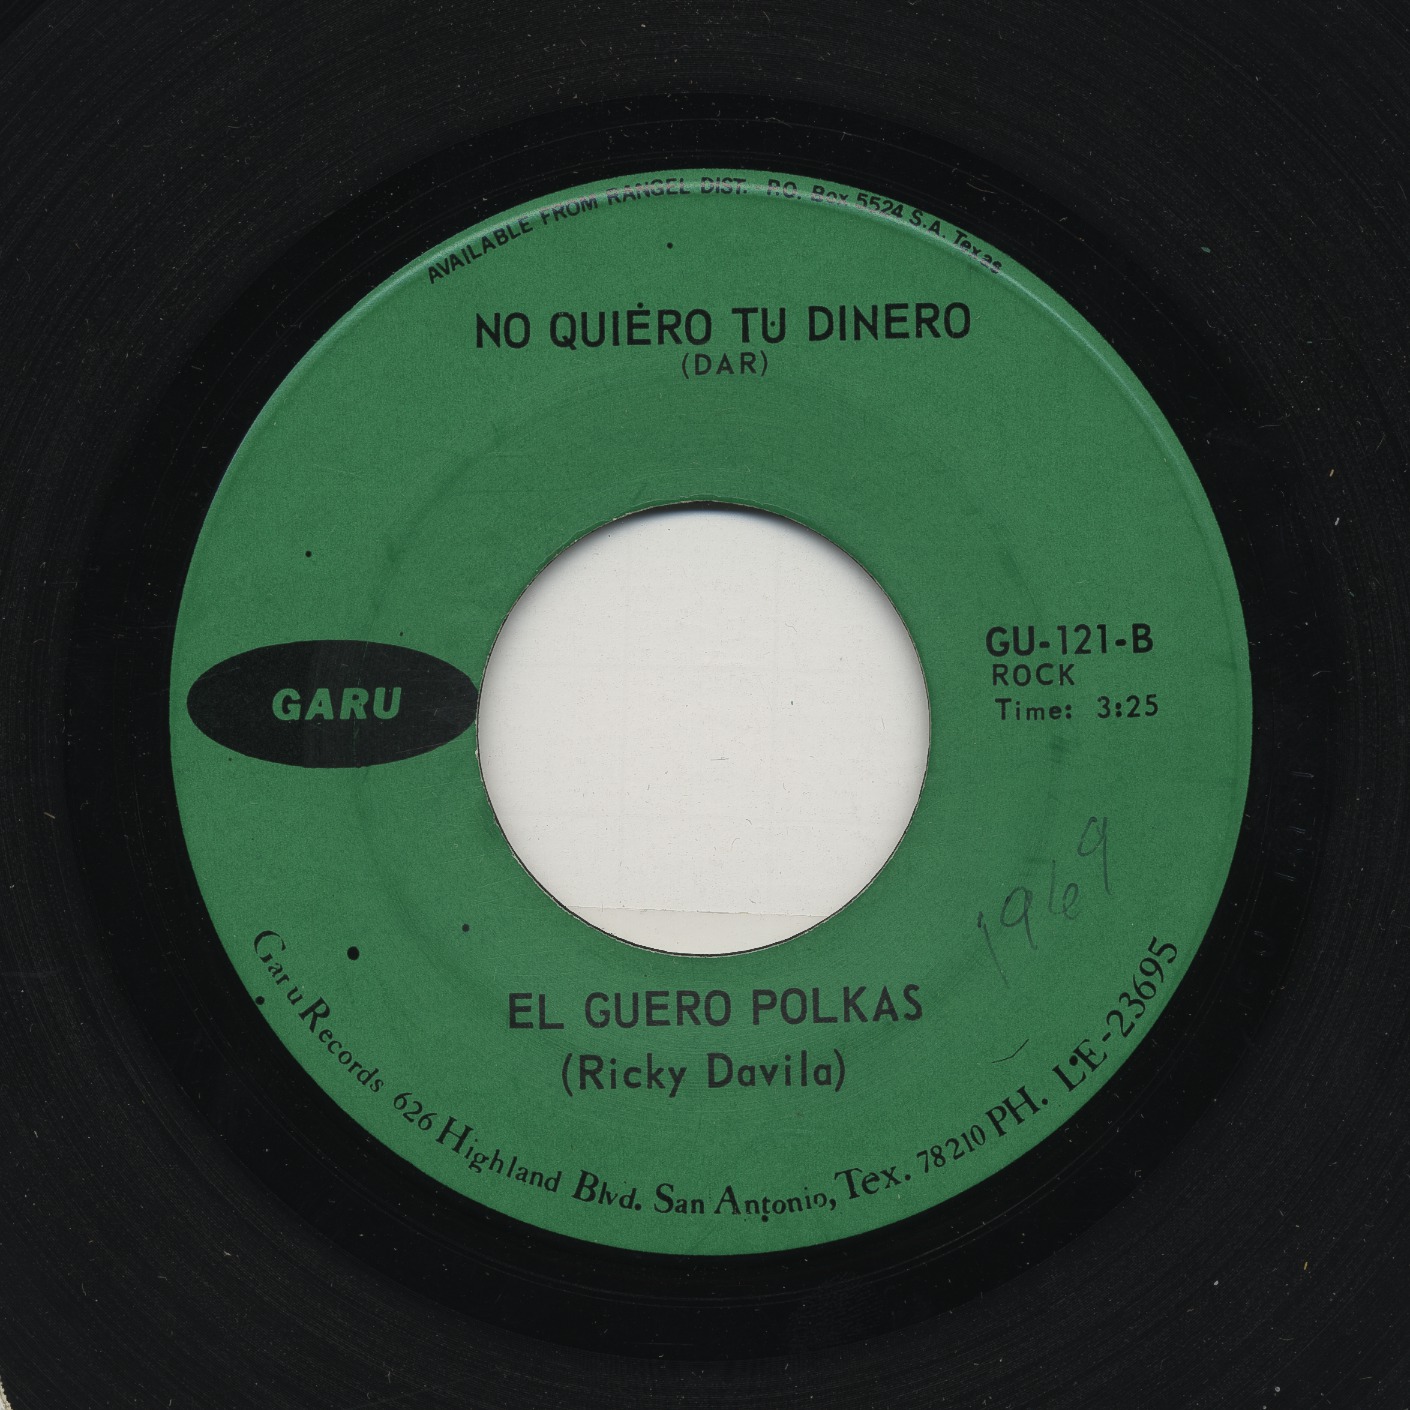 AVAILABLE FROM RANGEL DIST. P.O. Box 5524 S.A. Texas
NO QUIERO TU DINERO
(DAR)
GARU
GU-121-B
ROCK
Time: 3:25
1969
EL GUERO POLKAS
(Ricky Davila)
Garu Records 626 Highland Blvd. San Antonio, Tex. 78210 PH. LE-23695